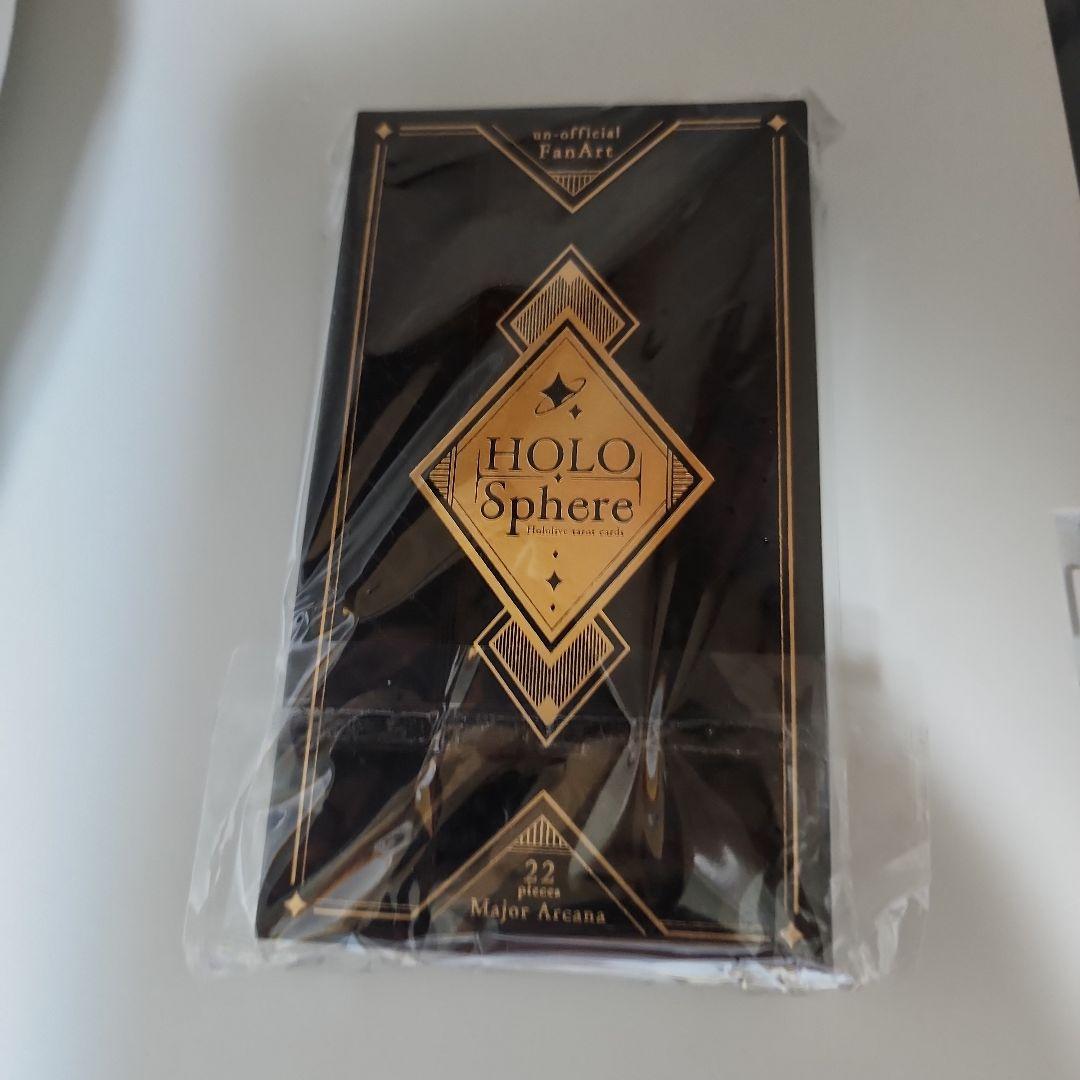 un-official
FanArt
HOLO
Sphere
Hololive tarot cards
22
pieces
Major Arcana